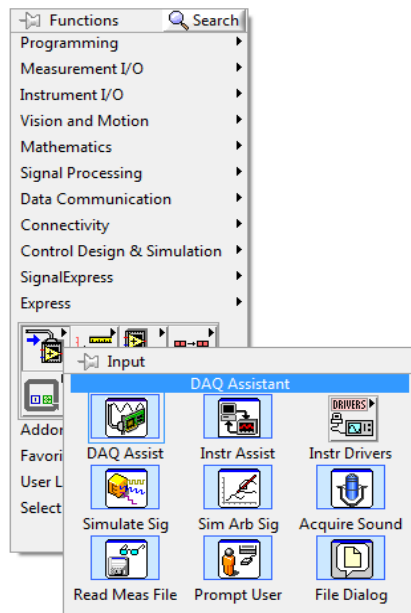 Functions
Search
Programming
Measurement I/O
Instrument I/O
Vision and Motion
Mathematics
Signal Processing
Data Communication
Connectivity
Control Design & Simulation
SignalExpress
Express
Input
DAQ Assistant
DRIVERS
DAQ Assist Instr Assist Instr Drivers
Simulate Sig Sim Arb Sig Acquire Sound
Read Meas File Prompt User File Dialog
Addon
Favori
User L
Select